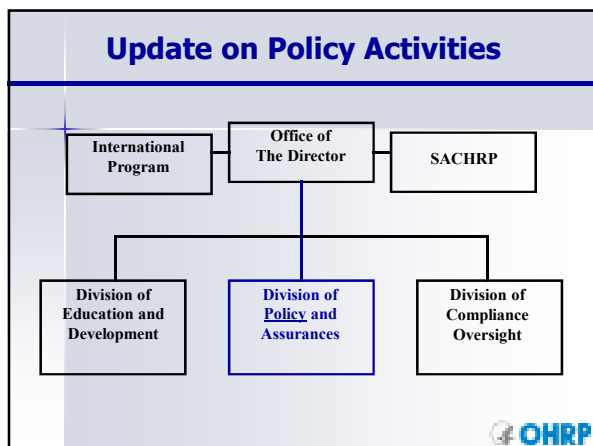 Update on Policy Activities
International
Program
Office of
The Director
SACHRP
Division of
Education and
Development
Division of
Policy and
Assurances
Division of
Compliance
Oversight
OHRP